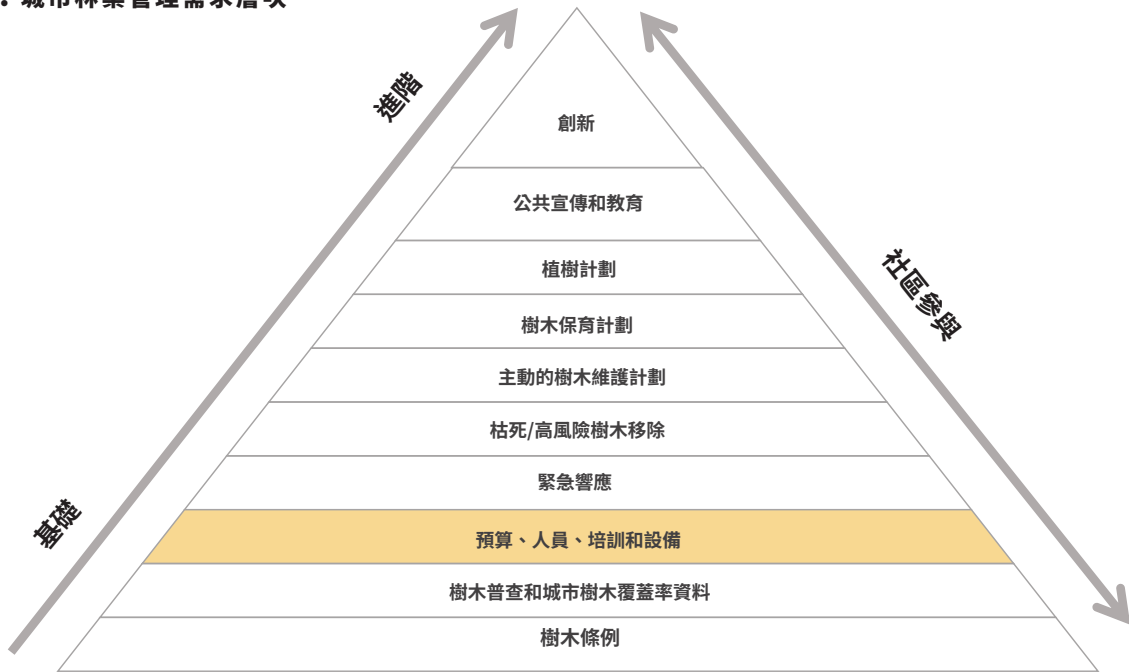 : 城市林業管理需求層次
進階
創新
公共宣傳和教育
植樹計劃
社區參與
樹木保育計劃
主動的樹木維護計劃
枯死/高風險樹木移除
緊急響應
基礎
預算、人員、培訓和設備
樹木普查和城市樹木覆蓋率資料
樹木條例